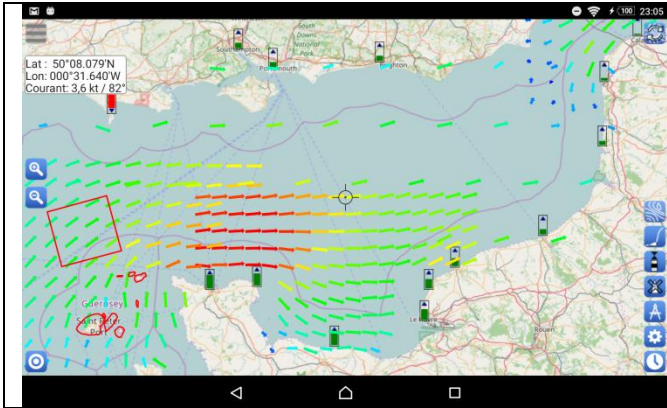 100 23:05
Lat : 50°08.079'N
Lon: 000°31.640'W
Courant: 3,6 kt / 82°
South
Downs
National
Park
Southampton
Portsmouth
Brighton
Guernsey
Saint Peter
Port
Le Havre
Rouen